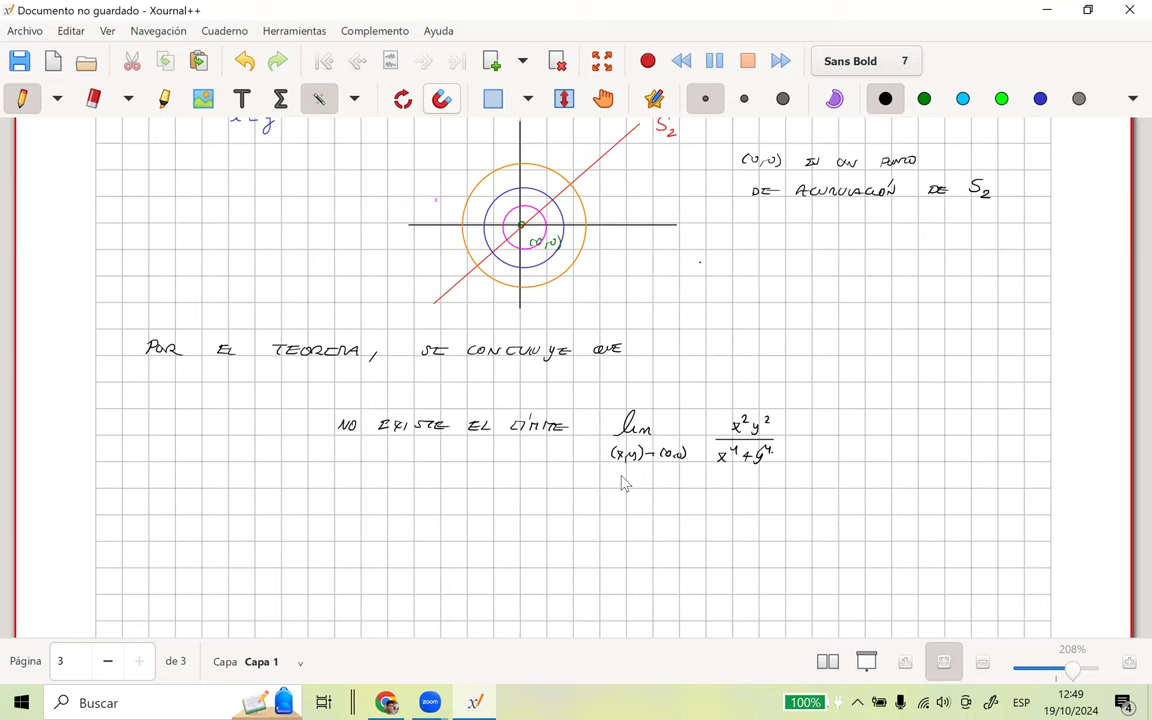 Documento no guardado - Xournal++
Archivo Editar Ver Navegación Cuaderno Herramientas Complemento Ayuda
Sans Bold 7
x = y
S2
(0,0) ES UN PUNTO
DE ACUMULACIÓN DE S2
(0,0)
POR EL TEOREMA, SE CONCLUYE QUE
NO EXISTE EL LÍMITE lim x²y²
(x,y)→(0,0) x⁴+y⁴
208%
Página 3 de 3 Capa Capa 1
Buscar zoom 100% ESP 12:49
19/10/2024 4